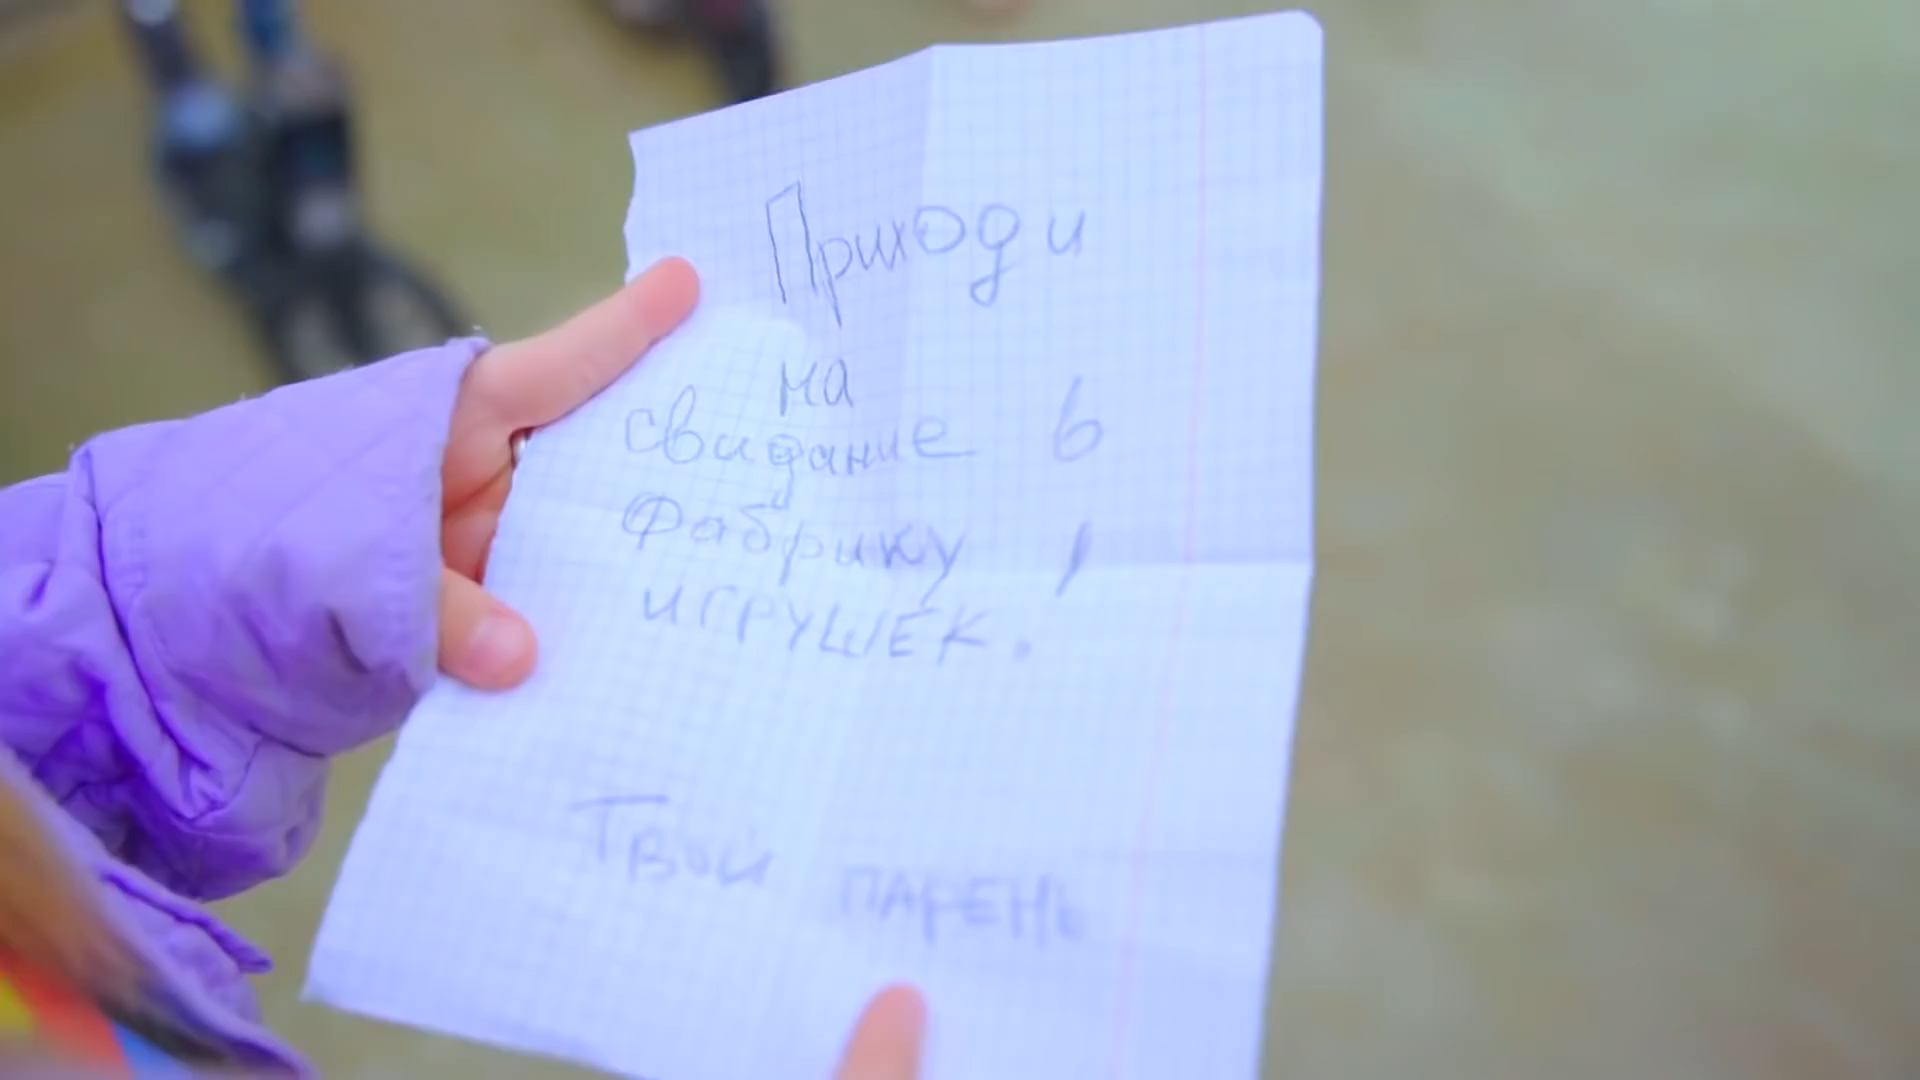 Приходи
на
свидание в
Фабрику
игрушек.
Твой ПАРЕНЬ